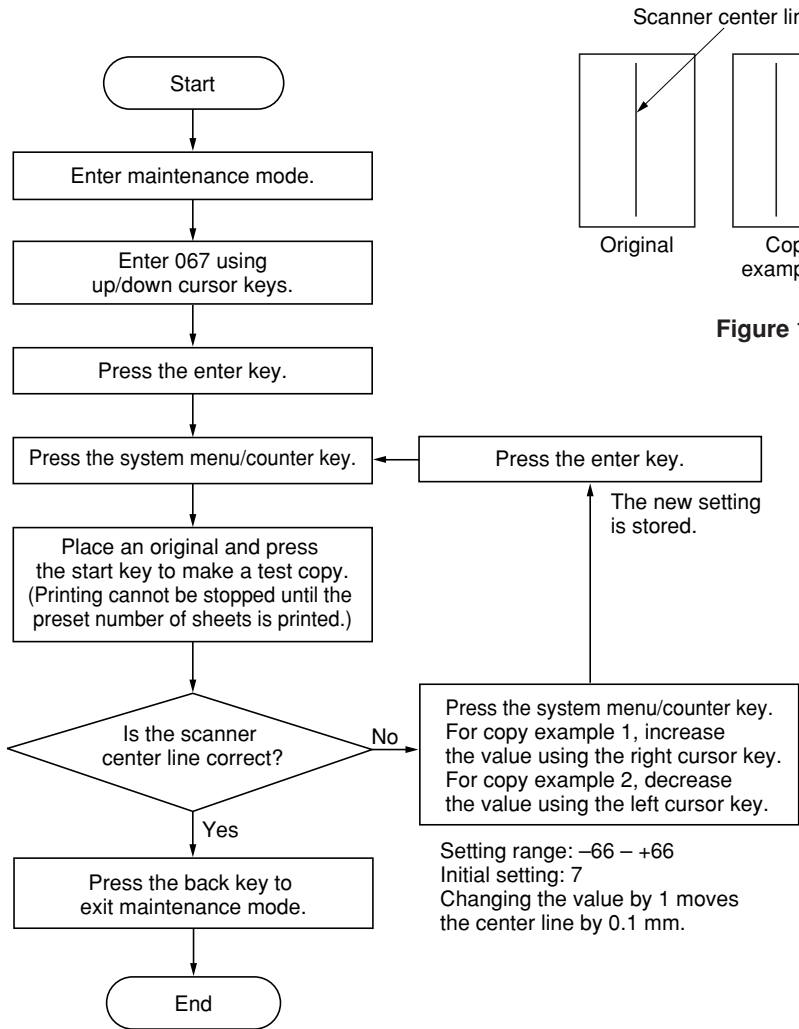 Start
Enter maintenance mode.
Enter 067 using
up/down cursor keys.
Press the enter key.
Press the system menu/counter key.
Press the enter key.
The new setting
is stored.
Place an original and press
the start key to make a test copy.
(Printing cannot be stopped until the
preset number of sheets is printed.)
Is the scanner
center line correct?
No
Press the system menu/counter key.
For copy example 1, increase
the value using the right cursor key.
For copy example 2, decrease
the value using the left cursor key.
Setting range: –66 – +66
Initial setting: 7
Changing the value by 1 moves
the center line by 0.1 mm.
Yes
Press the back key to
exit maintenance mode.
End
Scanner center
Original
Figure